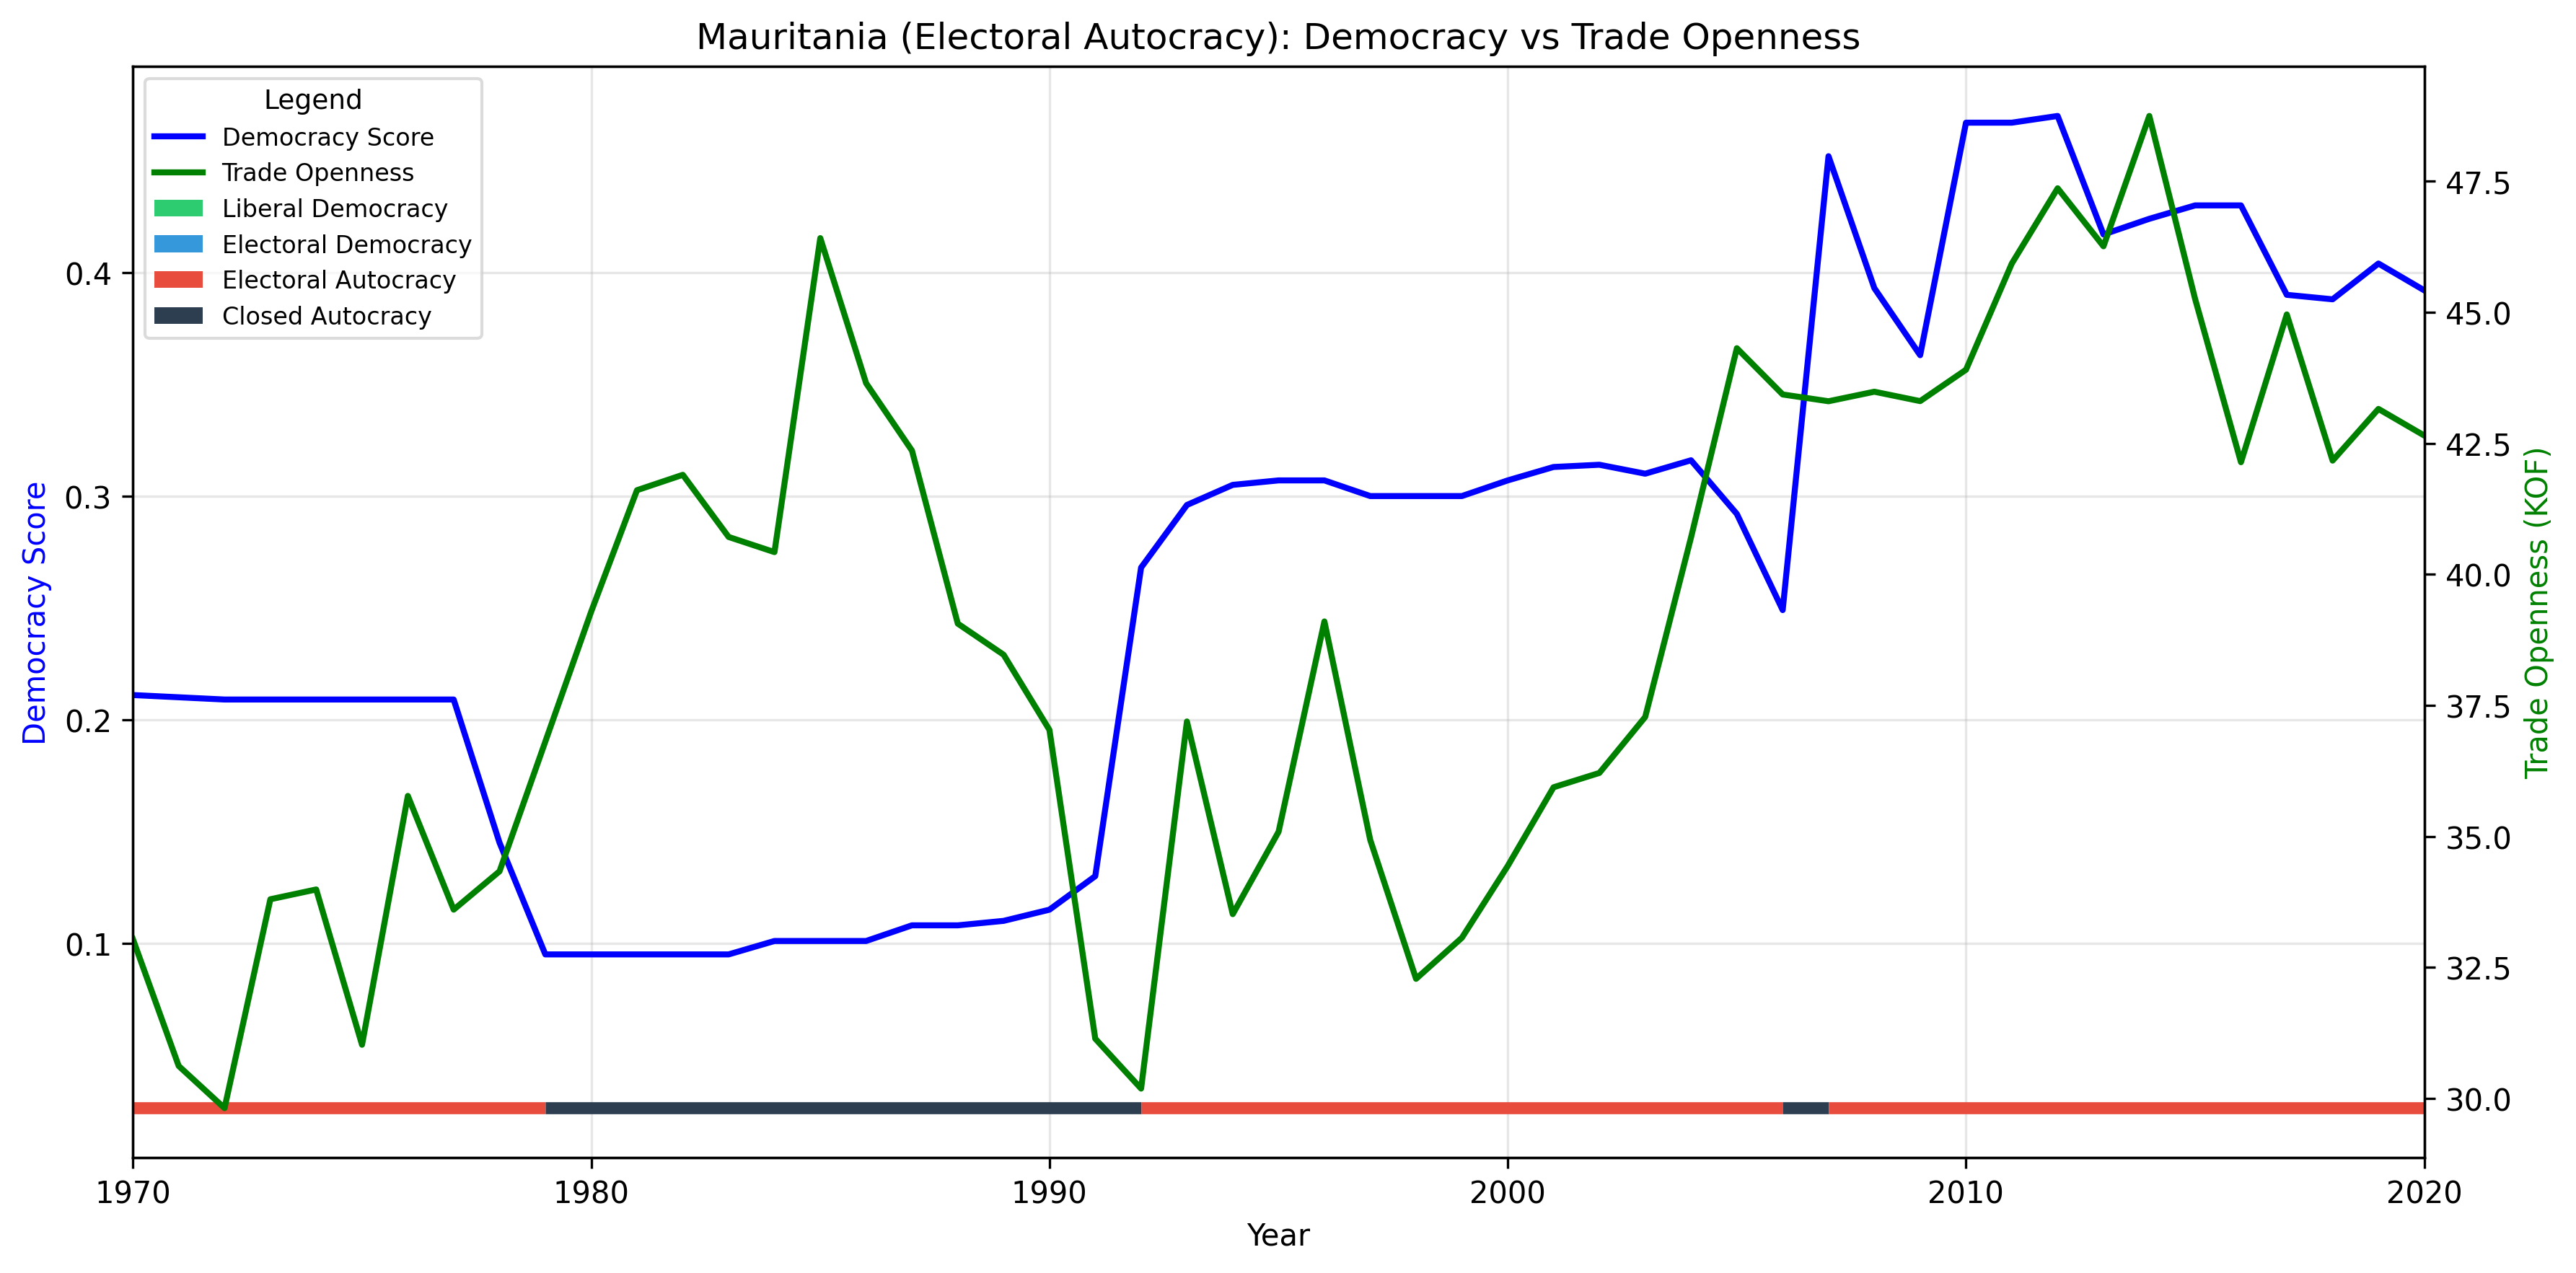 Mauritania (Electoral Autocracy): Democracy vs Trade Openness
Legend
Democracy Score
Trade Openness
Liberal Democracy
Electoral Democracy
Electoral Autocracy
Closed Autocracy
Democracy Score
0.4
0.3
0.2
0.1
47.5
45.0
42.5
40.0
37.5
35.0
32.5
30.0
Trade Openness (KOF)
1970 1980 1990 2000 2010 2020
Year